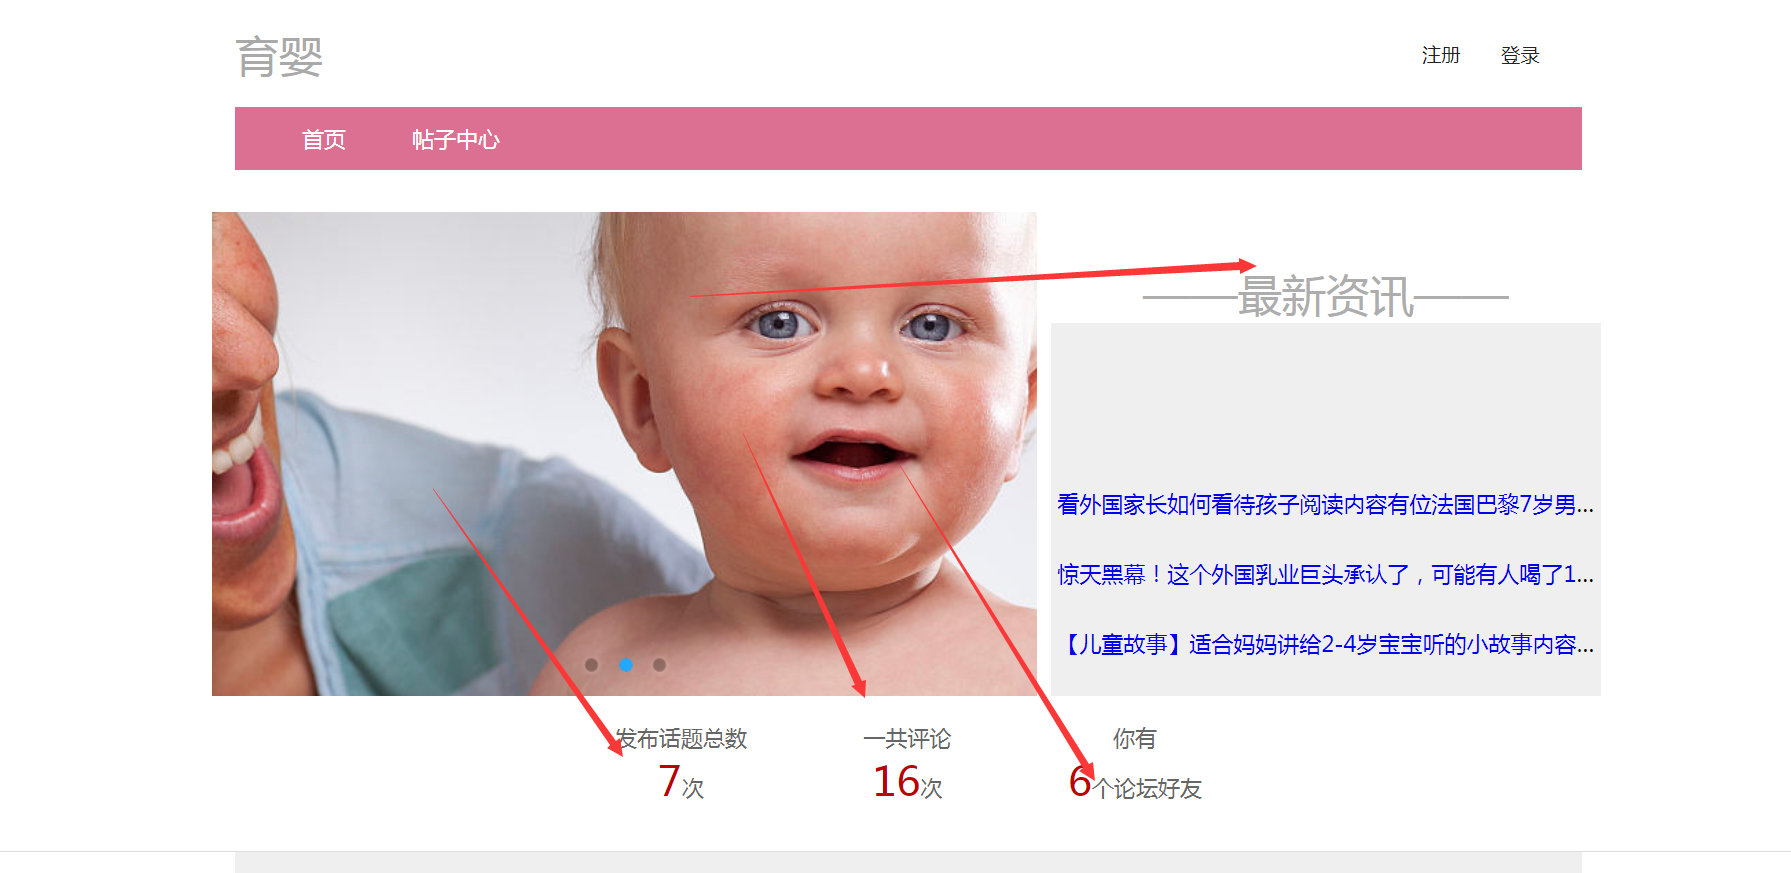 育婴
注册 登录
首页 帖子中心
——最新资讯——
看外国家长如何看待孩子阅读内容有位法国巴黎7岁男...
惊天黑幕！这个外国乳业巨头承认了，可能有人喝了1...
【儿童故事】适合妈妈讲给2-4岁宝宝听的小故事内容...
发布话题总数 一共评论 你有
7次 16次 6个论坛好友